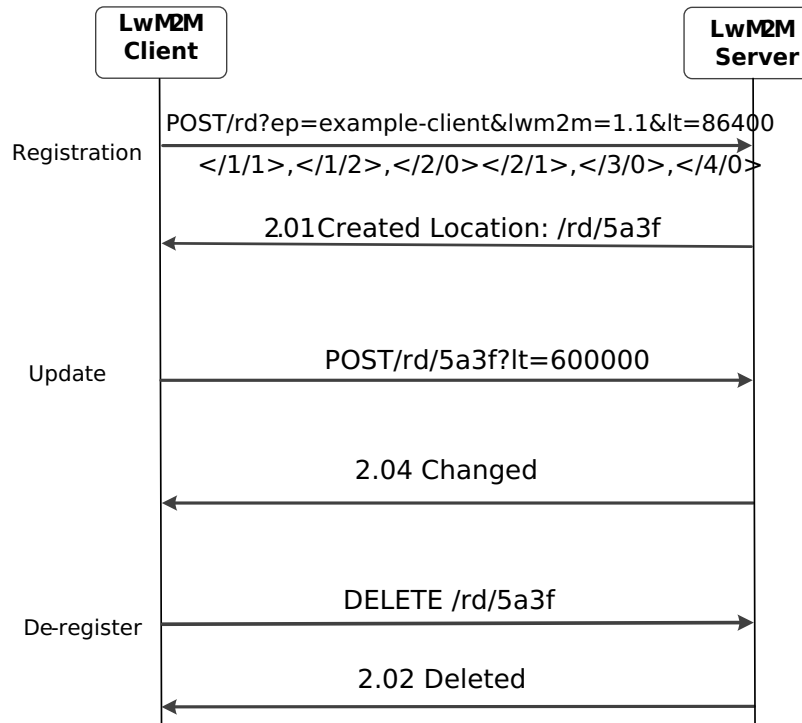 LwM2M
Client
LwM2M
Server
POST/rd?ep=example-client&lwm2m=1.1&lt=86400
Registration
</1/1>,</1/2>,</2/0></2/1>,</3/0>,</4/0>
2.01Created Location: /rd/5a3f
POST/rd/5a3f?lt=600000
Update
2.04 Changed
DELETE /rd/5a3f
De-register
2.02 Deleted